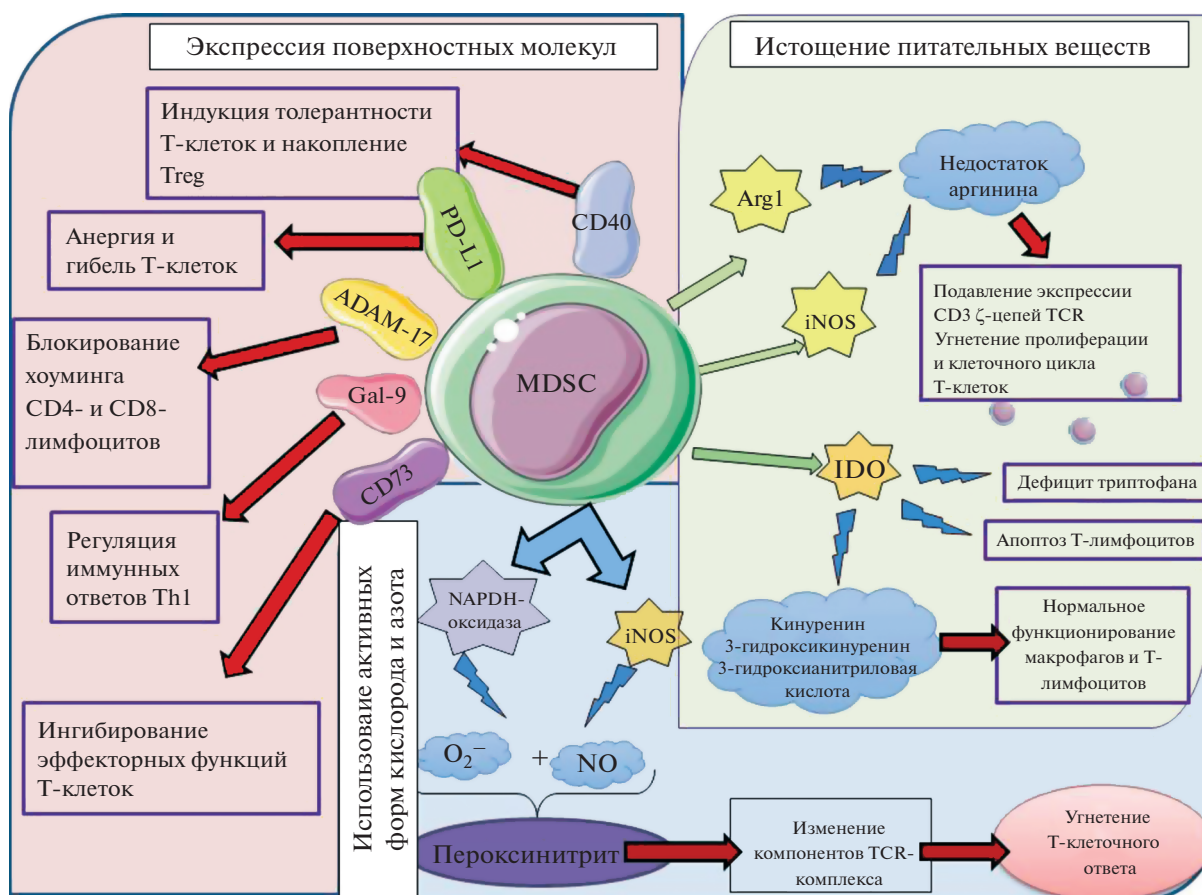 Экспрессия поверхностных молекул
Индукция толерантности
Т-клеток и накопление
Treg
CD40
PD-L1
Анергия и
гибель Т-клеток
ADAM-17
Блокирование
хоуминга
CD4- и CD8-
лимфоцитов
Gal-9
Регуляция
иммунных
ответов Th1
CD73
Ингибирование
эффекторных функций
Т-клеток
MDSC
Истощение питательных веществ
Arg1
Недостаток
аргинина
iNOS
Подавление экспрессии
CD3 ζ-цепей TCR
Угнетение пролиферации
и клеточного цикла
Т-клеток
IDO
Дефицит триптофана
Апоптоз Т-лимфоцитов
Кинуренин
3-гидроксикинуренин
3-гидроксианитриловая
кислота
Нормальное
функционирование
макрофагов и Т-
лимфоцитов
Использоваие активных
форм кислорода и азота
NAPDH-
оксидаза
iNOS
O₂⁻ + NO
Пероксинитрит
Изменение
компонентов TCR-
комплекса
Угнетение
Т-клеточного
ответа